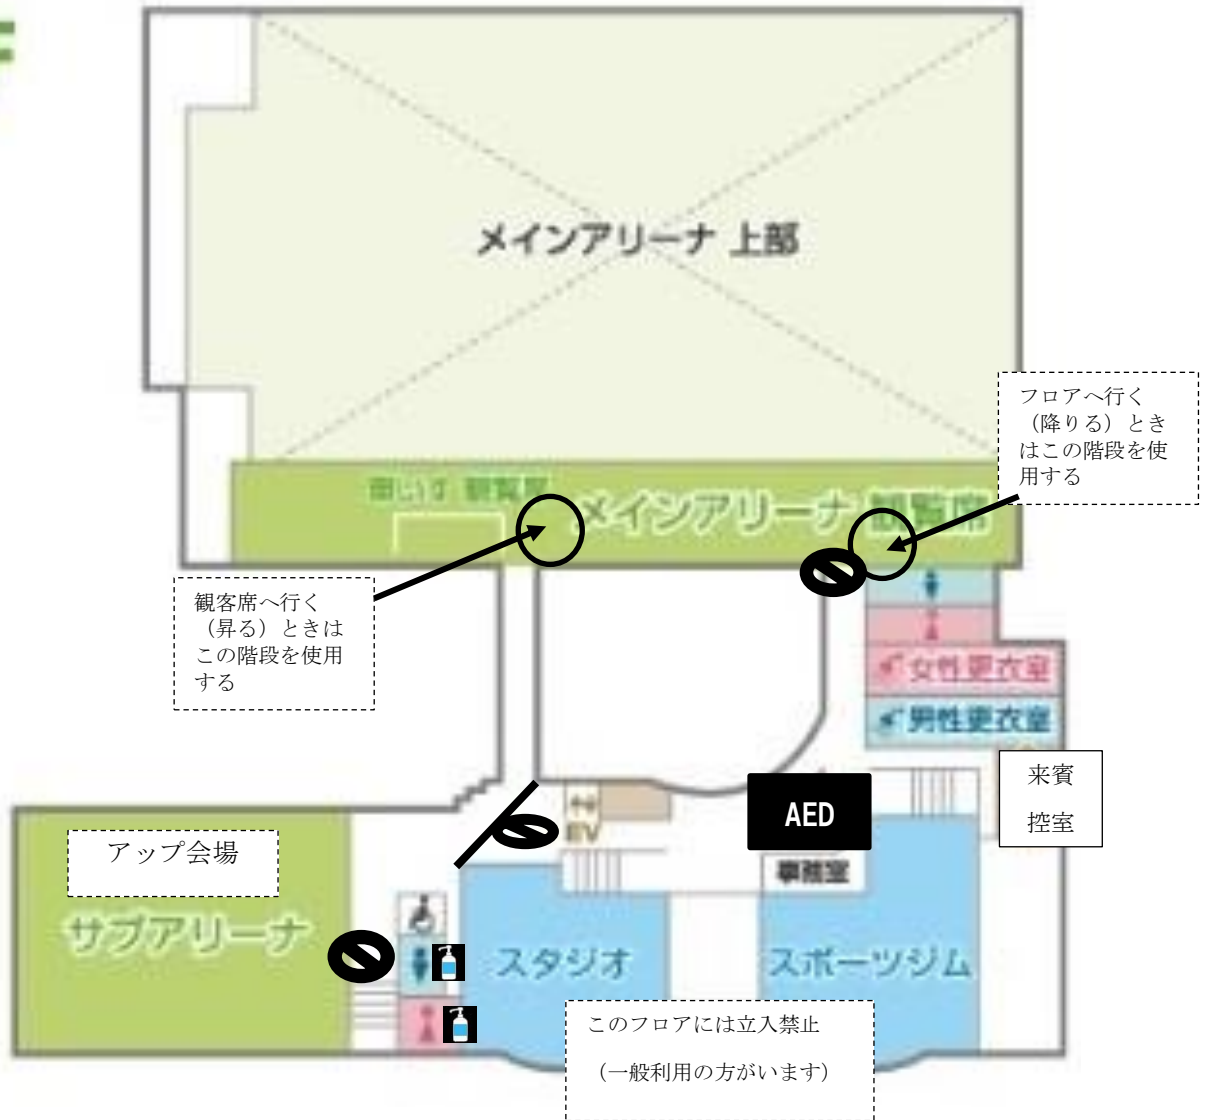 メインアリーナ 上部
フロアへ行く
（降りる）とき
はこの階段を使
用する
車いす 観覧席
メインアリーナ 観覧席
観客席へ行く
（昇る）ときは
この階段を使用
する
女性更衣室
男性更衣室
来賓
控室
AED
EV
事務室
アップ会場
サブアリーナ
スタジオ
スポーツジム
このフロアには立入禁止
（一般利用の方がいます）